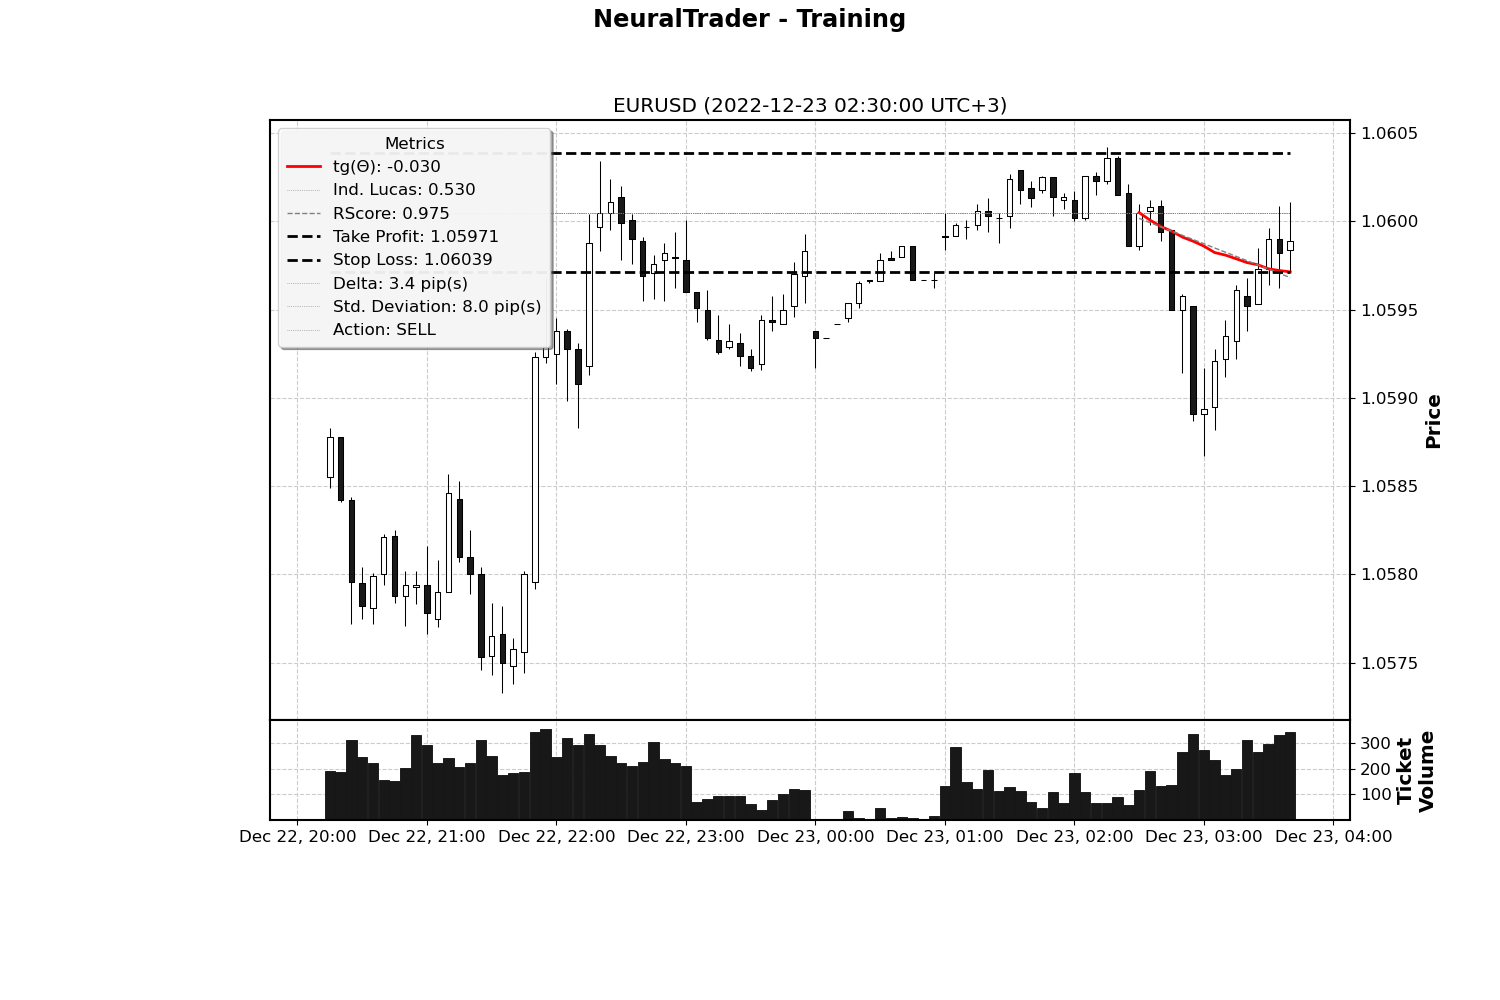 NeuralTrader - Training
EURUSD (2022-12-23 02:30:00 UTC+3)
Metrics
tg(Θ): -0.030
Ind. Lucas: 0.530
RScore: 0.975
Take Profit: 1.05971
Stop Loss: 1.06039
Delta: 3.4 pip(s)
Std. Deviation: 8.0 pip(s)
Action: SELL
1.0605
1.0600
1.0595
1.0590
1.0585
1.0580
1.0575
Price
300
200
100
Ticket
Volume
Dec 22, 20:00 Dec 22, 21:00 Dec 22, 22:00 Dec 22, 23:00 Dec 23, 00:00 Dec 23, 01:00 Dec 23, 02:00 Dec 23, 03:00 Dec 23, 04:00